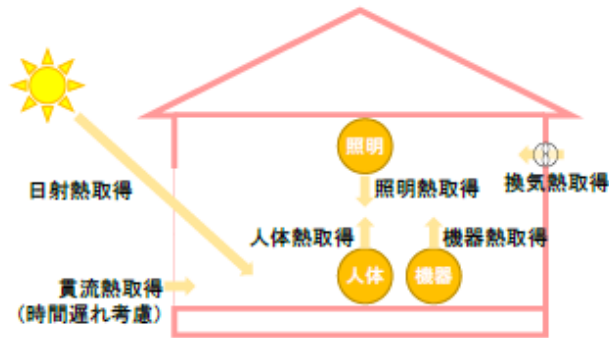 照明
日射熱取得
照明熱取得
換気熱取得
人体熱取得
機器熱取得
人体
機器
貫流熱取得
(時間遅れ考慮)